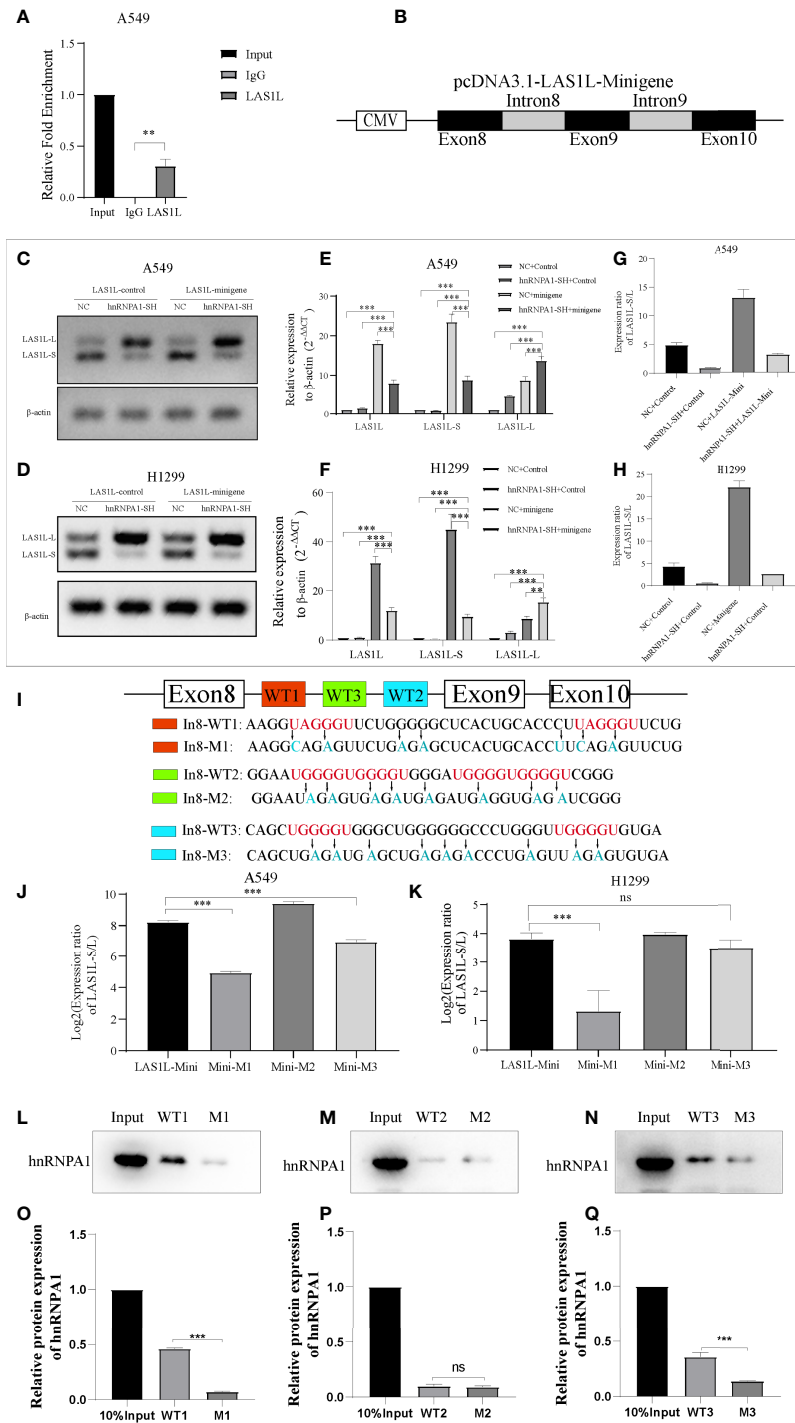 A
A549
Relative Fold Enrichment
1.5
1.0
0.5
0.0
**
Input
IgG
LAS1L
Input IgG LAS1L
B
pcDNA3.1-LAS1L-Minigene
Intron8 Intron9
CMV
Exon8 Exon9 Exon10
C
A549
LAS1L-control LAS1L-minigene
NC hnRNPA1-SH NC hnRNPA1-SH
LAS1L-L
LAS1L-S
β-actin
E
A549
Relative expression
to β-actin (2^-ΔΔCT)
30
20
10
0
*** *** ***
*** *** ***
*** *** ***
NC+Control
hnRNPA1-SH+Control
NC+minigene
hnRNPA1-SH+minigene
LAS1L LAS1L-S LAS1L-L
G
A549
Expression ratio
of LAS1L-S/L
20
15
10
5
0
NC+Control
hnRNPA1-SH+Control
NC+LAS1L-Mini
hnRNPA1-SH+LAS1L-Mini
D
H1299
LAS1L-control LAS1L-minigene
NC hnRNPA1-SH NC hnRNPA1-SH
LAS1L-L
LAS1L-S
β-actin
F
H1299
Relative expression
to β-actin (2^-ΔΔCT)
60
40
20
0
*** *** ***
*** *** ***
*** *** **
NC+Control
hnRNPA1-SH+Control
NC+minigene
hnRNPA1-SH+minigene
LAS1L LAS1L-S LAS1L-L
H
H1299
Expression ratio
of LAS1L-S/L
25
20
15
10
5
0
NC+Control
hnRNPA1-SH+Control
NC+Minigene
hnRNPA1-SH+Control
I
Exon8 WT1 WT3 WT2 Exon9 Exon10
In8-WT1: AAGGUAGGGUUCUGGGGGCUCACUGCACCCUUAGGGUUCUG
In8-M1: AAGGCAGAGUUCUGAGAGCUCACUGCACCUUCAGAGUUCUG
In8-WT2: GGAAUGGGGUGGGGUGGGAUGGGGUGGGGUCGGG
In8-M2: GGAAUAGAGUGAGAUGAGAUGAGGUGAGAUCGGG
In8-WT3: CAGCUGGGGUGGGCUGGGGGGCCCUGGGUUGGGGUGUGA
In8-M3: CAGCUGAGAUGAGCUGAGAGACCCUGAGUUAGAGUGUGA
J
A549
Log2(Expression ratio
of LAS1L-S/L)
10
8
6
4
2
0
***
***
LAS1L-Mini Mini-M1 Mini-M2 Mini-M3
K
H1299
Log2(Expression ratio
of LAS1L-S/L)
6
5
4
3
2
1
0
ns
***
LAS1L-Mini Mini-M1 Mini-M2 Mini-M3
L
Input WT1 M1
hnRNPA1
M
Input WT2 M2
hnRNPA1
N
Input WT3 M3
hnRNPA1
O
Relative protein expression
of hnRNPA1
1.5
1.0
0.5
0.0
***
10%Input WT1 M1
P
Relative protein expression
of hnRNPA1
1.5
1.0
0.5
0.0
ns
10%Input WT2 M2
Q
Relative protein expression
of hnRNPA1
1.5
1.0
0.5
0.0
***
10%Input WT3 M3